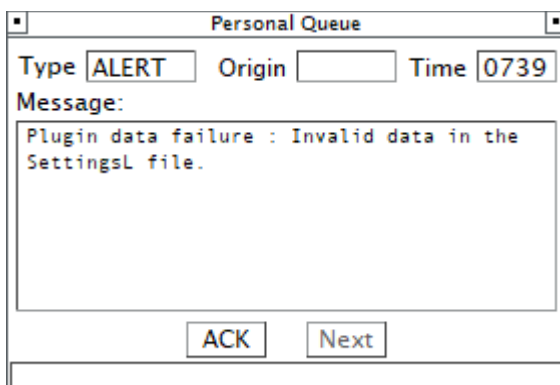 Personal Queue
Type ALERT Origin Time 0739
Message:
Plugin data failure : Invalid data in the
SettingsL file.
ACK Next